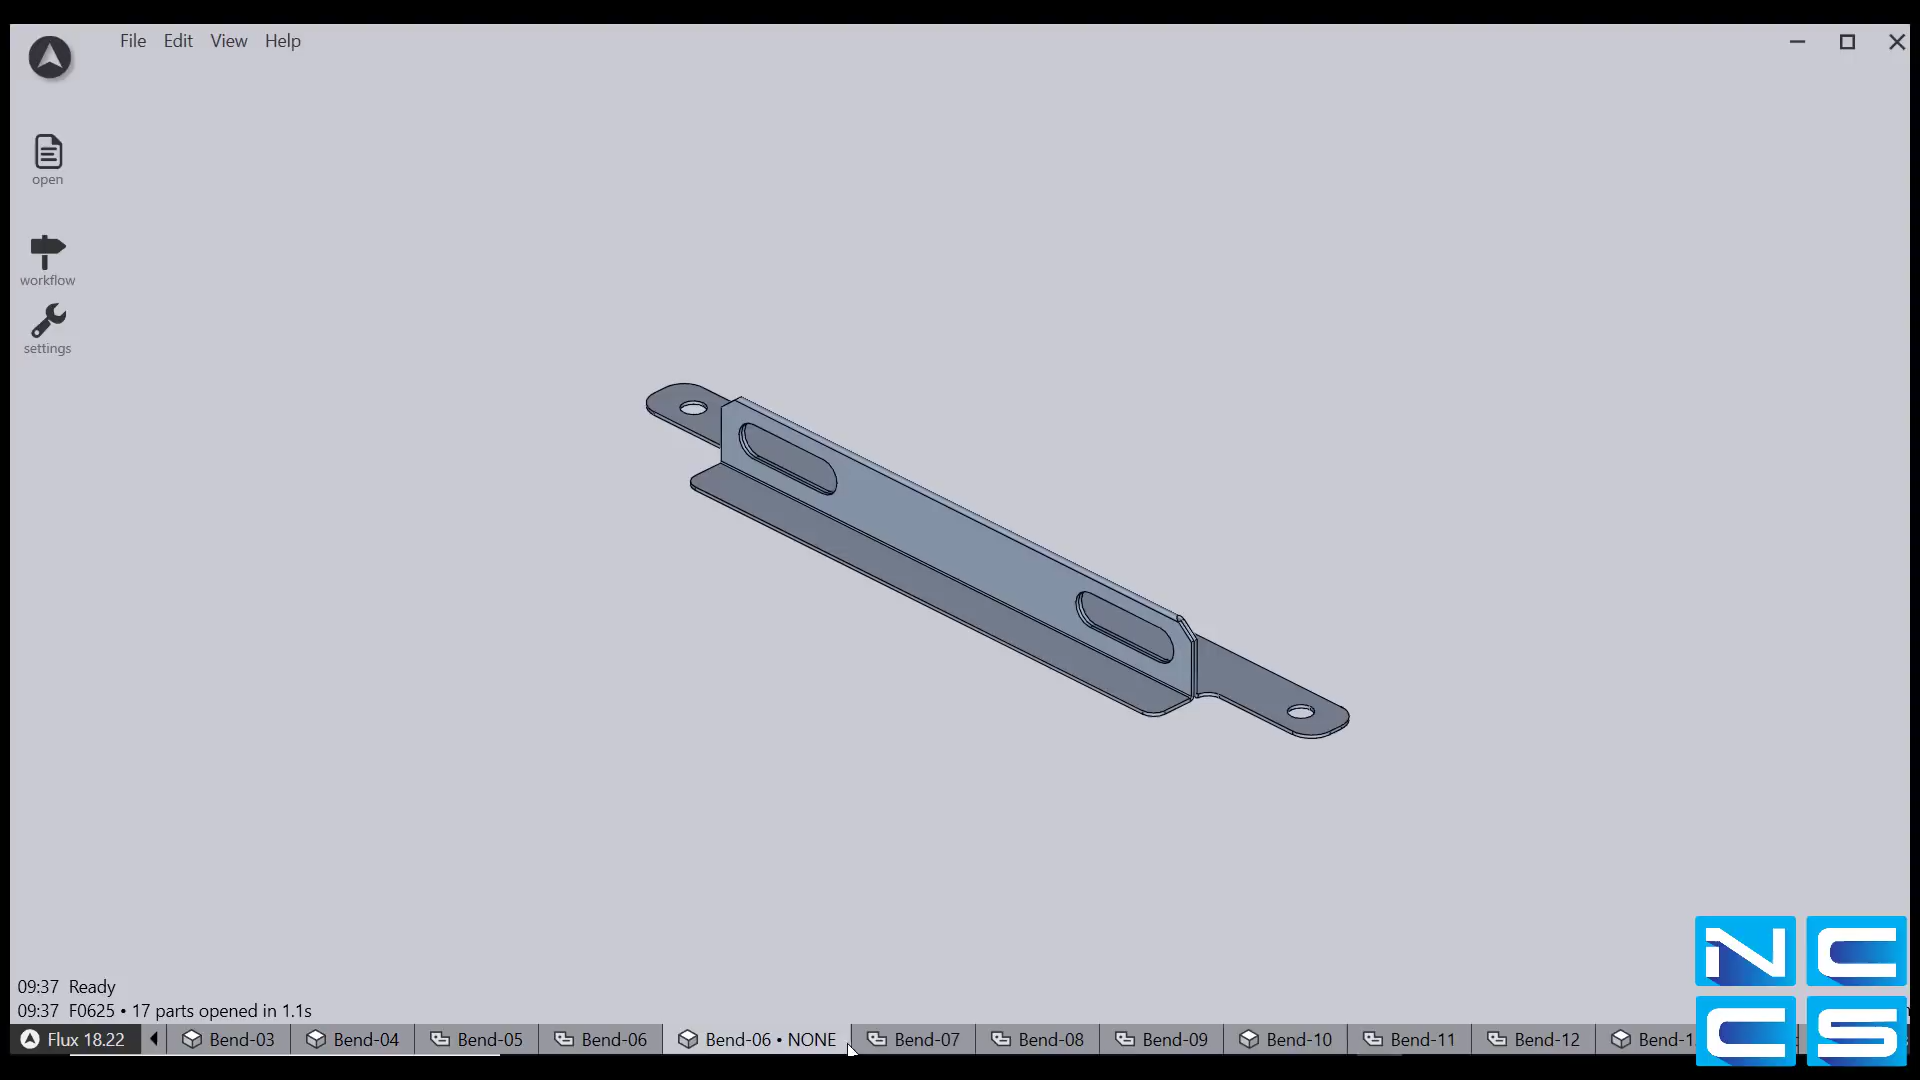 File Edit View Help
open
workflow
settings
09:37 Ready
09:37 F0625 • 17 parts opened in 1.1s
Flux 18.22 Bend-03 Bend-04 Bend-05 Bend-06 Bend-06 • NONE Bend-07 Bend-08 Bend-09 Bend-10 Bend-11 Bend-12
NC
CS